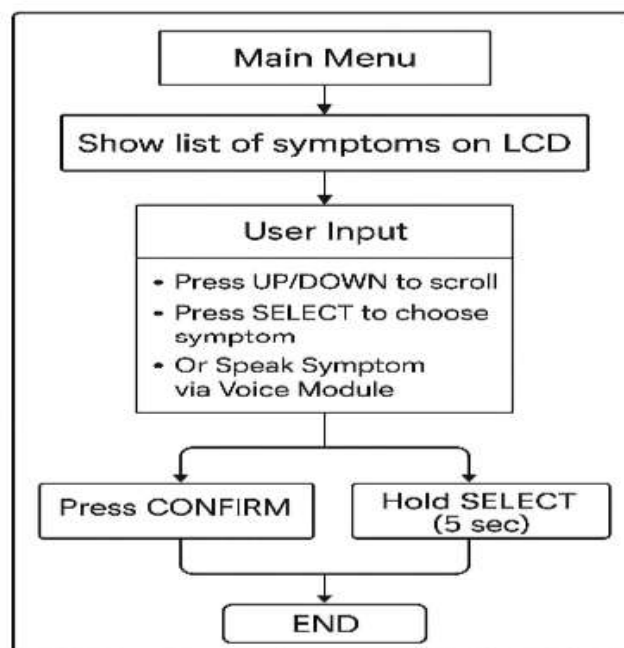 Main Menu
Show list of symptoms on LCD
User Input
• Press UP/DOWN to scroll
• Press SELECT to choose
symptom
• Or Speak Symptom
via Voice Module
Press CONFIRM
Hold SELECT
(5 sec)
END